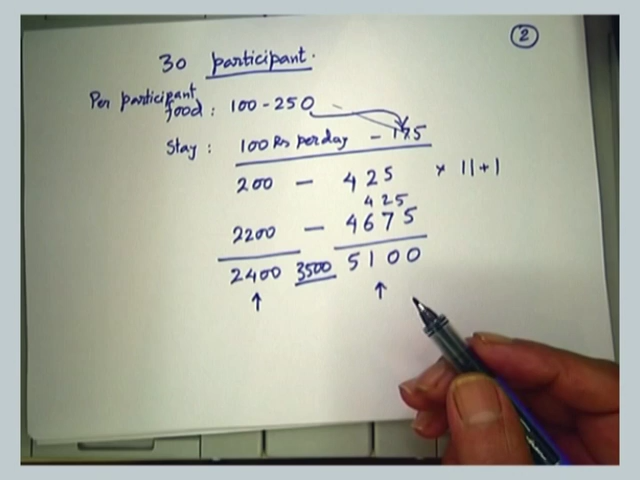 2
30 participant.
Per participant
food: 100-250
Stay: 100 Rs per day - 175
200 - 425 × 11+1
425
2200 - 4675
2400 3500 5100
↑ ↑